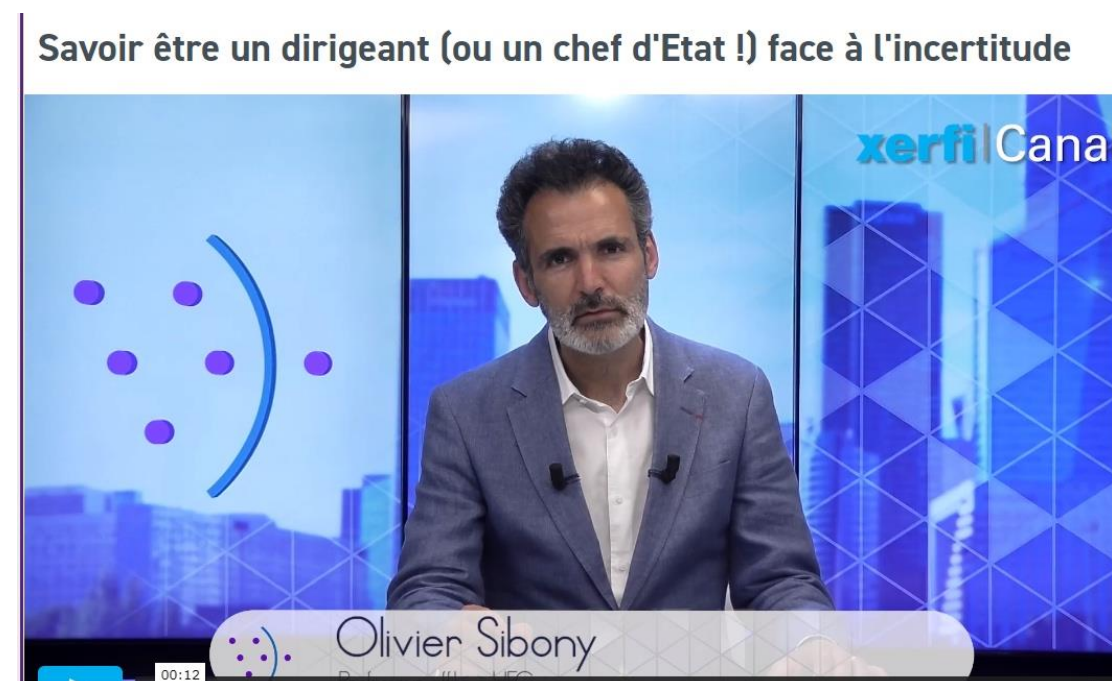 Savoir être un dirigeant (ou un chef d'Etat !) face à l'incertitude
xerfi|Cana
Olivier Sibony
00:12